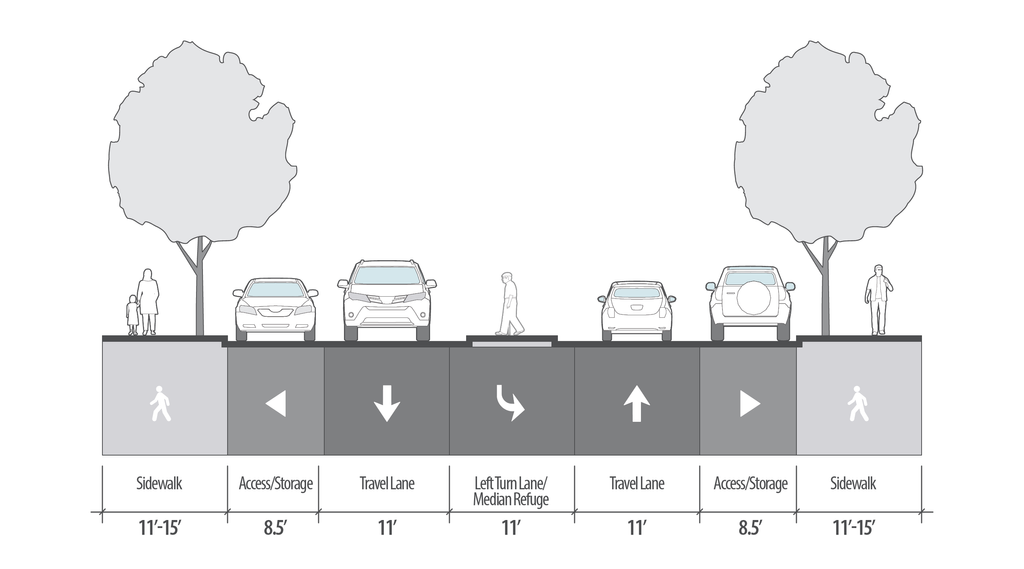 Sidewalk
Access/Storage
Travel Lane
Left Turn Lane/
Median Refuge
Travel Lane
Access/Storage
Sidewalk
11′-15′
8.5′
11′
11′
11′
8.5′
11′-15′